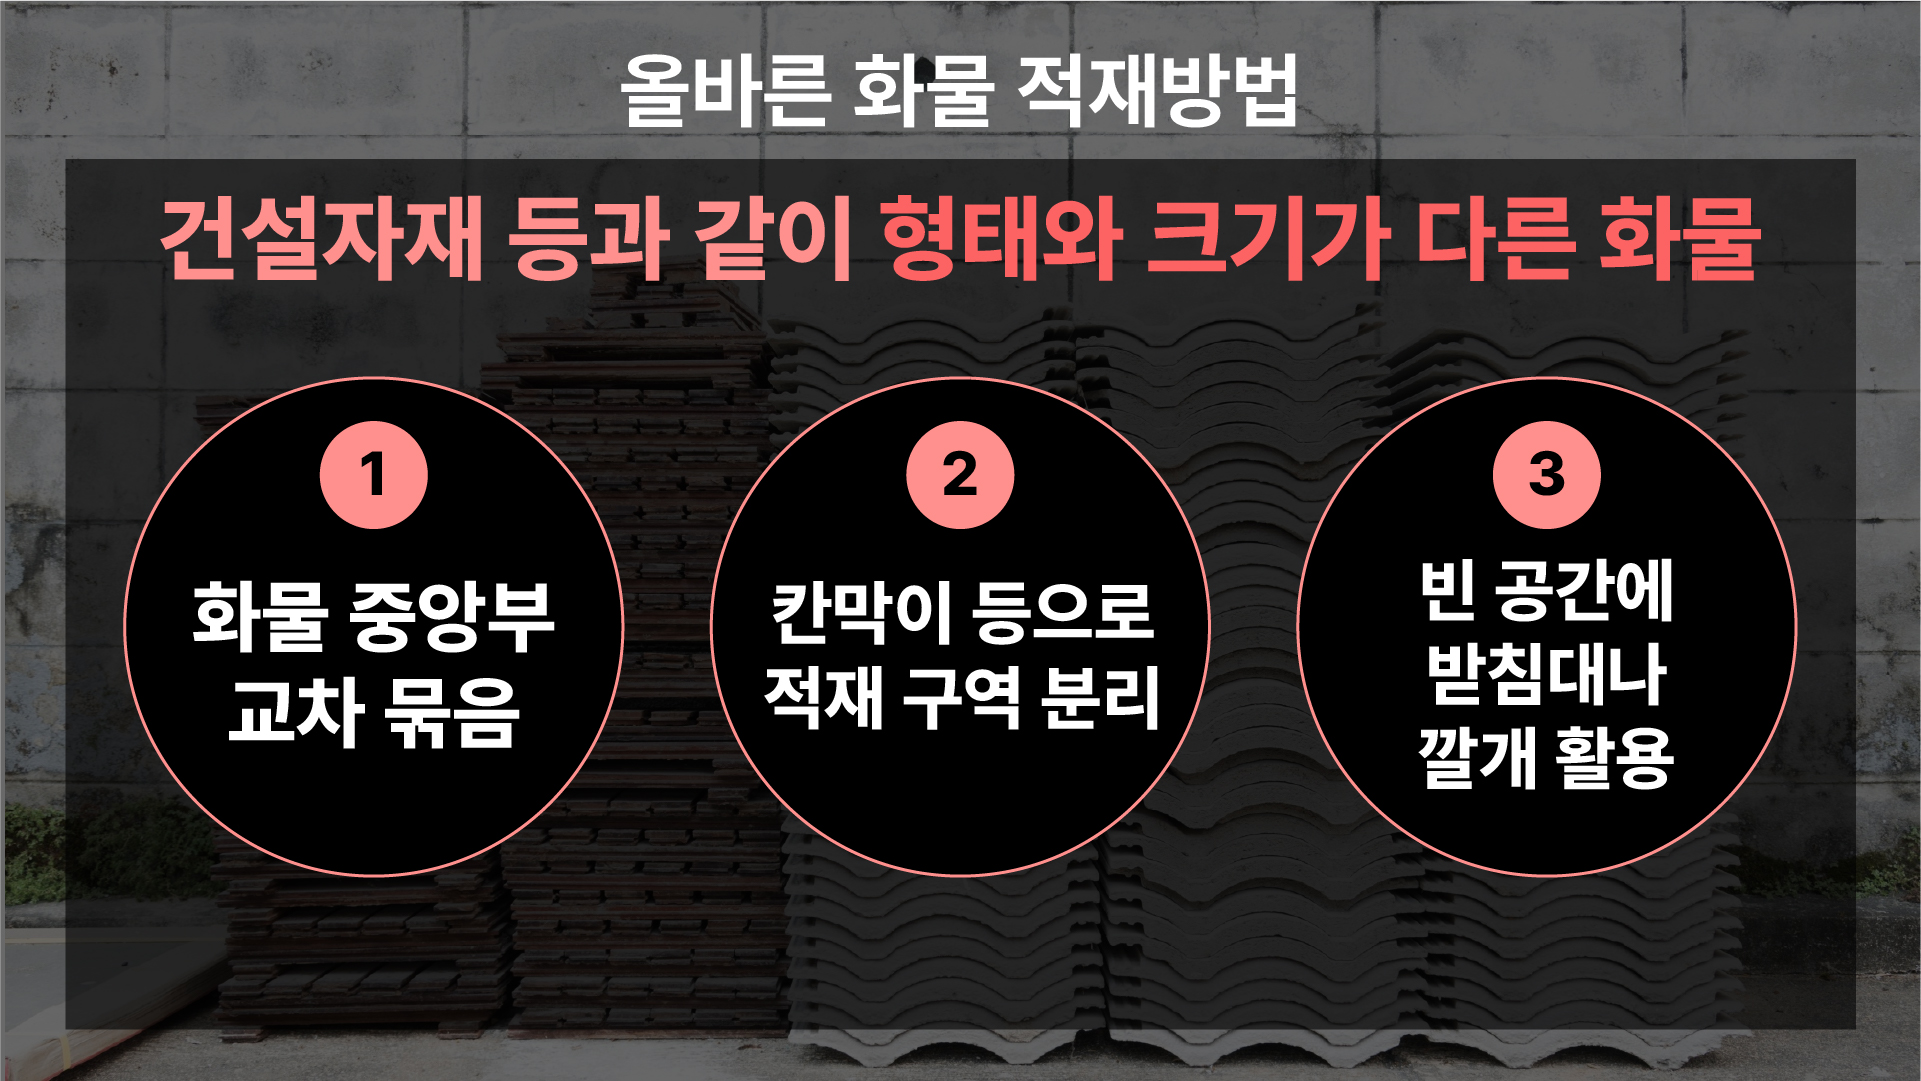 올바른 화물 적재방법
건설자재 등과 같이 형태와 크기가 다른 화물
1
화물 중앙부
교차 묶음
2
칸막이 등으로
적재 구역 분리
3
빈 공간에
받침대나
깔개 활용